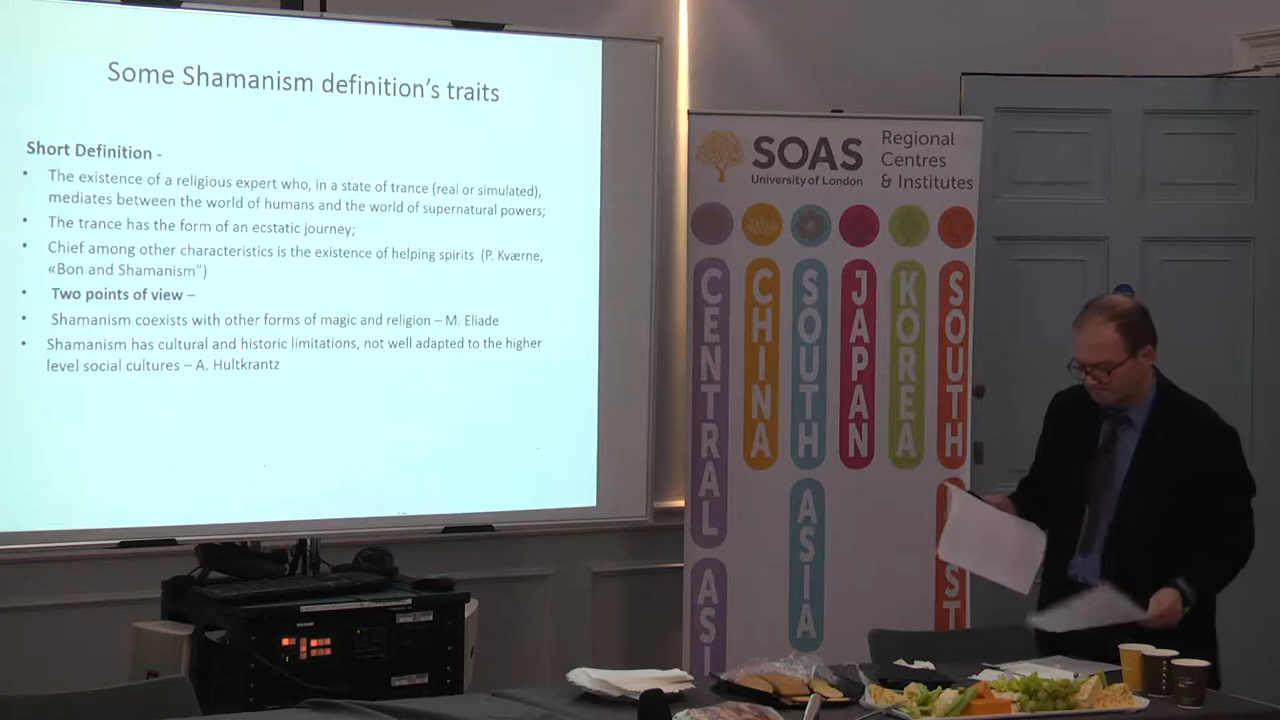 Some Shamanism definition's traits
Short Definition -
The existence of a religious expert who, in a state of trance (real or simulated),
mediates between the world of humans and the world of supernatural powers;
The trance has the form of an ecstatic journey;
Chief among other characteristics is the existence of helping spirits (P. Kværne,
«Bon and Shamanism”)
Two points of view –
Shamanism coexists with other forms of magic and religion – M. Eliade
Shamanism has cultural and historic limitations, not well adapted to the higher
level social cultures – A. Hultkrantz
SOAS
University of London
Regional
Centres
& Institutes
CENTRAL ASI
CHINA
SOUTH ASIA
JAPAN
KOREA
SOUTH
ST